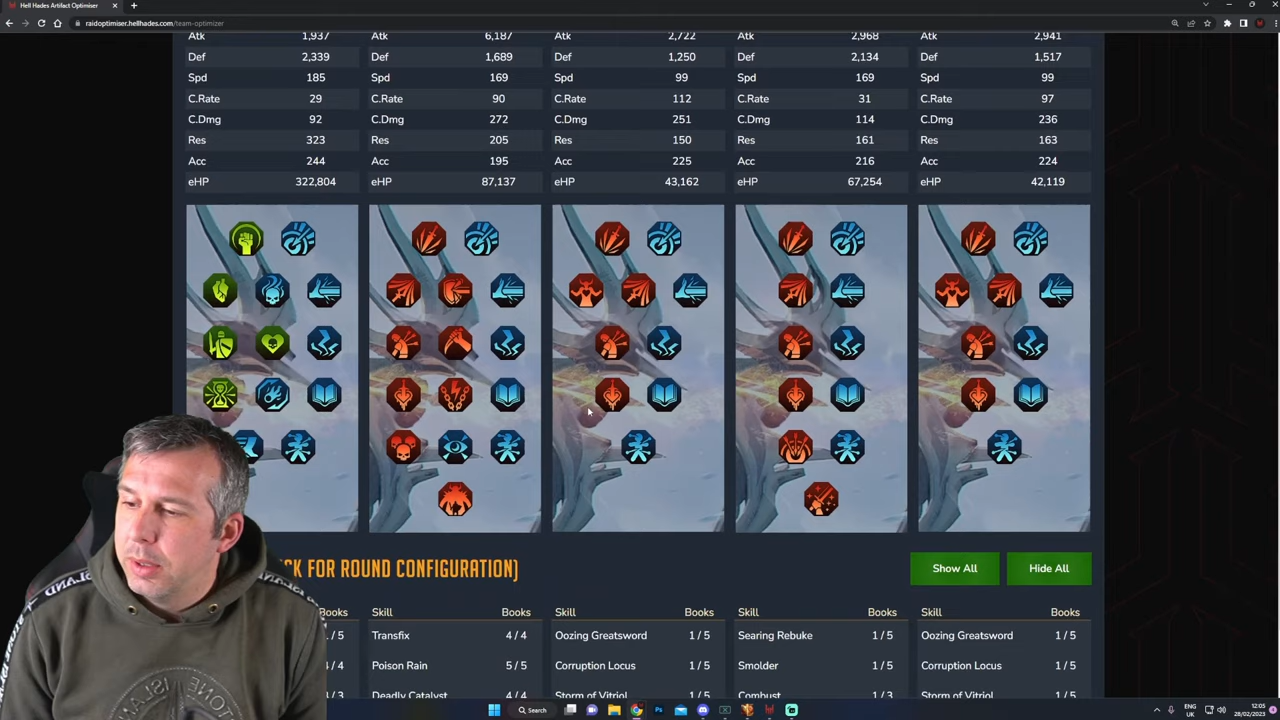 Hell Hades Artifact Optimiser
raidoptimiser.hellhades.com/team-optimizer
Atk 1,937 Atk 6,187 Atk 2,722 Atk 2,968 Atk 2,941
Def 2,339 Def 1,689 Def 1,250 Def 2,134 Def 1,517
Spd 185 Spd 169 Spd 99 Spd 169 Spd 99
C.Rate 29 C.Rate 90 C.Rate 112 C.Rate 31 C.Rate 97
C.Dmg 92 C.Dmg 272 C.Dmg 251 C.Dmg 114 C.Dmg 236
Res 323 Res 205 Res 150 Res 161 Res 163
Acc 244 Acc 195 Acc 225 Acc 216 Acc 224
eHP 322,804 eHP 87,137 eHP 43,162 eHP 67,254 eHP 42,119
CK FOR ROUND CONFIGURATION)
Show All Hide All
Books Skill Books Skill Books Skill Books Skill Books
/ 5 Transfix 4 / 4 Oozing Greatsword 1 / 5 Searing Rebuke 1 / 5 Oozing Greatsword 1 / 5
/ 4 Poison Rain 5 / 5 Corruption Locus 1 / 5 Smolder 1 / 5 Corruption Locus 1 / 5
/ 3 Deadly Catalyst 4 / 4 Storm of Vitriol 1 / 5 Combust 1 / 3 Storm of Vitriol 1 / 5
Search
ENG
UK
12:05
28/02/2023